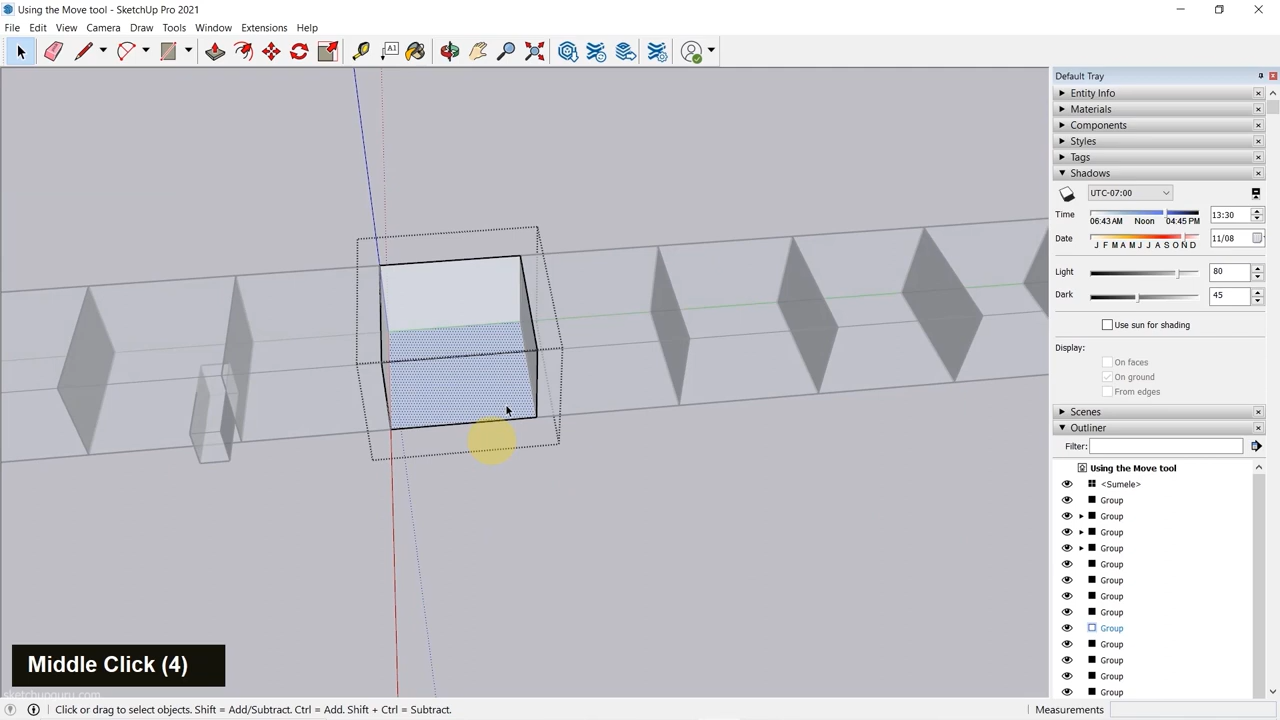 Using the Move tool - SketchUp Pro 2021
File Edit View Camera Draw Tools Window Extensions Help
A1
Default Tray
Entity Info
Materials
Components
Styles
Tags
Shadows
UTC-07:00
Time 06:43 AM Noon 04:45 PM 13:30
Date J F M A M J J A S O N D 11/08
Light 80
Dark 45
Use sun for shading
Display:
On faces
On ground
From edges
Scenes
Outliner
Filter:
Using the Move tool
<Sumele>
Group
Group
Group
Group
Group
Group
Group
Group
Group
Group
Group
Group
Group
Middle Click (4)
sketchupguru.com
Click or drag to select objects. Shift = Add/Subtract. Ctrl = Add. Shift + Ctrl = Subtract.
Measurements